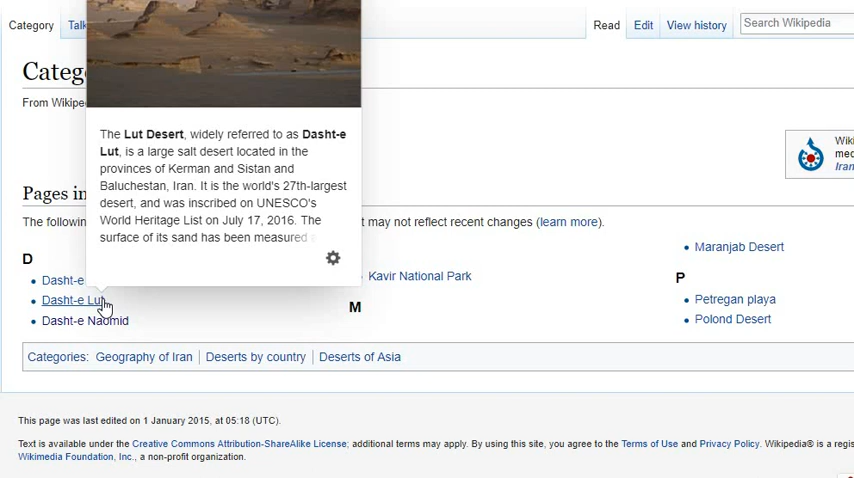 Category
Talk
Read
Edit
View history
Search Wikipedia
Categ
From Wikipe
The Lut Desert, widely referred to as Dasht-e
Lut, is a large salt desert located in the
provinces of Kerman and Sistan and
Baluchestan, Iran. It is the world's 27th-largest
desert, and was inscribed on UNESCO's
World Heritage List on July 17, 2016. The
surface of its sand has been measured
Wiki
med
Iran
Pages in
The followin
t may not reflect recent changes (learn more).
D
Dasht-e
Dasht-e Lut
Dasht-e Naomid
Kavir National Park
M
Maranjab Desert
P
Petregan playa
Polond Desert
Categories: Geography of Iran | Deserts by country | Deserts of Asia
This page was last edited on 1 January 2015, at 05:18 (UTC).
Text is available under the Creative Commons Attribution-ShareAlike License; additional terms may apply. By using this site, you agree to the Terms of Use and Privacy Policy. Wikipedia® is a regis
Wikimedia Foundation, Inc., a non-profit organization.